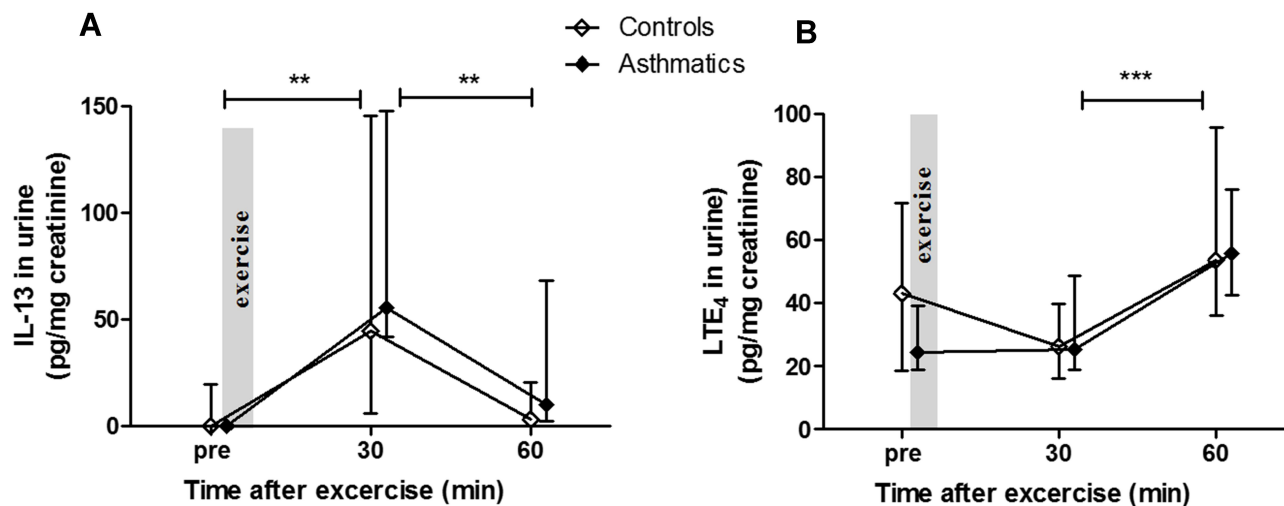 A
Controls
Asthmatics
B
**
**
150
100
50
0
IL-13 in urine
(pg/mg creatinine)
exercise
pre
30
60
Time after excercise (min)
***
100
80
60
40
20
0
LTE4 in urine)
(pg/mg creatinine)
exercise
pre
30
60
Time after excercise (min)